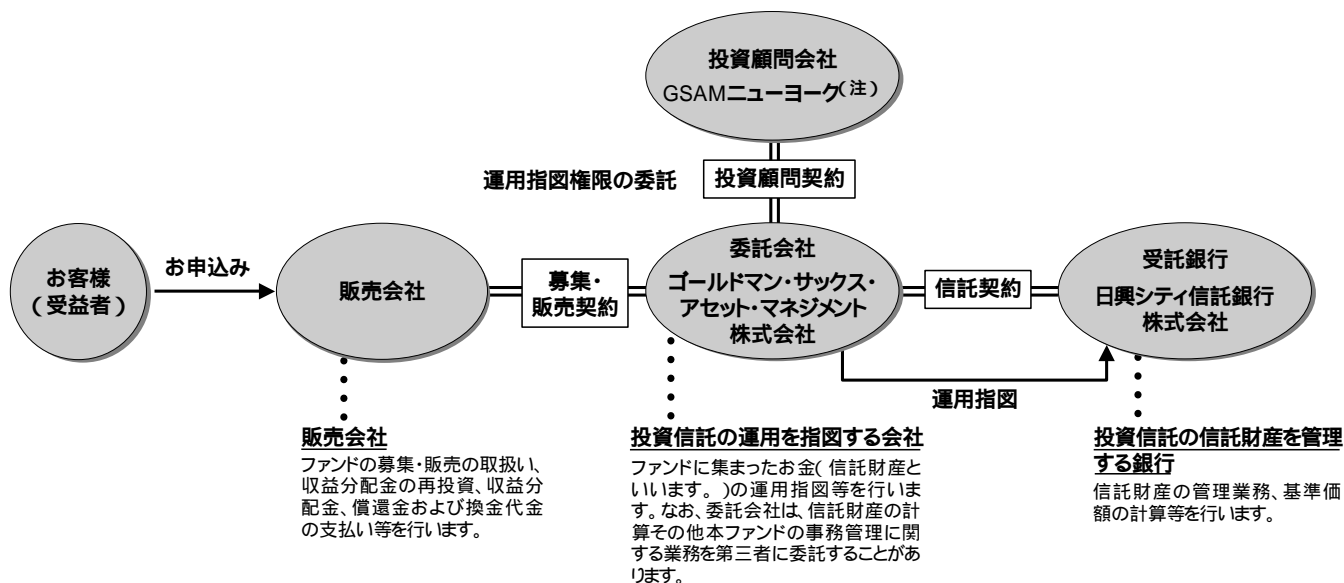 投資顧問会社
GSAMニューヨーク(注)
運用指図権限の委託
投資顧問契約
お客様
(受益者)
お申込み
販売会社
募集・
販売契約
委託会社
ゴールドマン・サックス・
アセット・マネジメント
株式会社
信託契約
受託銀行
日興シティ信託銀行
株式会社
運用指図
販売会社
ファンドの募集・販売の取扱い、
収益分配金の再投資、収益分
配金、償還金および換金代金
の支払い等を行います。
投資信託の運用を指図する会社
ファンドに集まったお金(信託財産と
いいます。)の運用指図等を行いま
す。なお、委託会社は、信託財産の計
算その他本ファンドの事務管理に関
する業務を第三者に委託することがあ
ります。
投資信託の信託財産を管理
する銀行
信託財産の管理業務、基準価
額の計算等を行います。